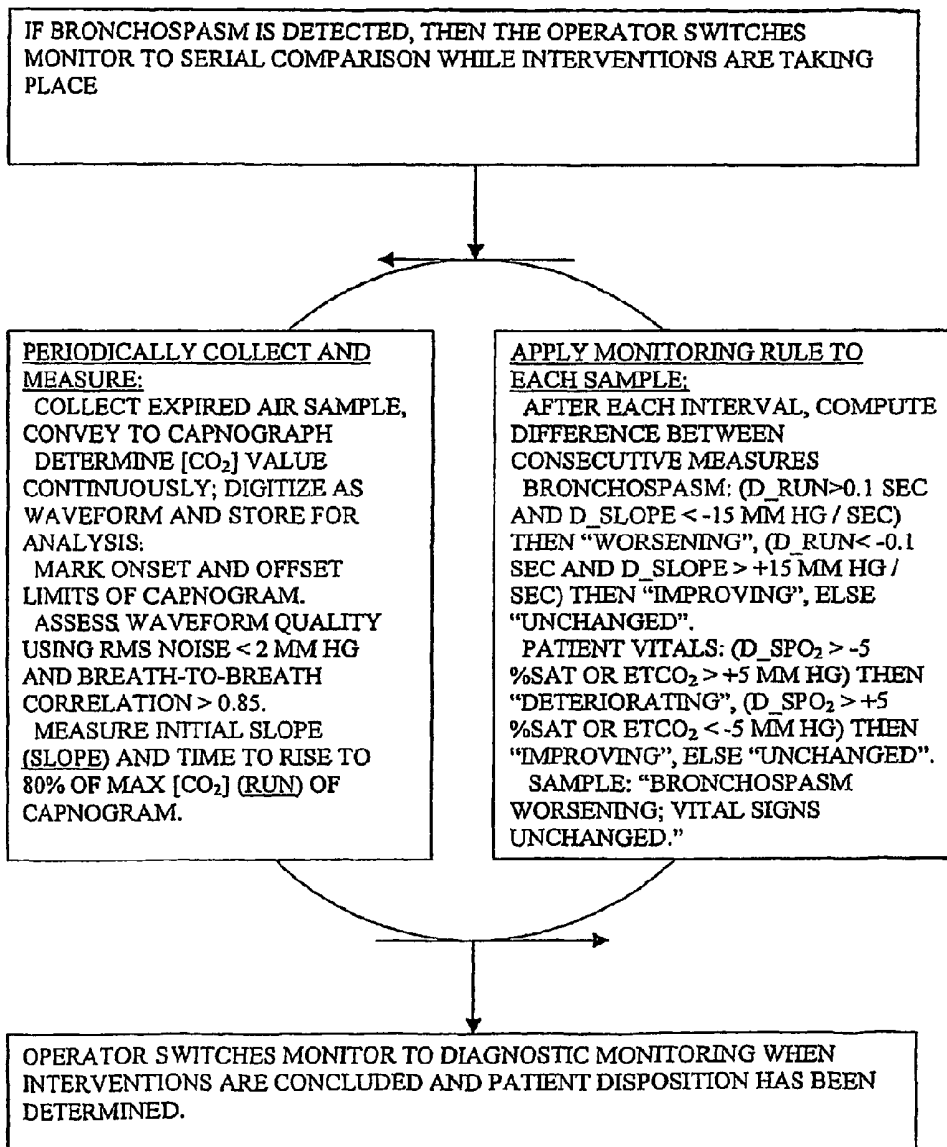 IF BRONCHOSPASM IS DETECTED, THEN THE OPERATOR SWITCHES
MONITOR TO SERIAL COMPARISON WHILE INTERVENTIONS ARE TAKING
PLACE
PERIODICALLY COLLECT AND
MEASURE:
COLLECT EXPIRED AIR SAMPLE,
CONVEY TO CAPNOGRAPH
DETERMINE [CO₂] VALUE
CONTINUOUSLY; DIGITIZE AS
WAVEFORM AND STORE FOR
ANALYSIS:
MARK ONSET AND OFFSET
LIMITS OF CAPNOGRAM.
ASSESS WAVEFORM QUALITY
USING RMS NOISE < 2 MM HG
AND BREATH-TO-BREATH
CORRELATION > 0.85.
MEASURE INITIAL SLOPE
(SLOPE) AND TIME TO RISE TO
80% OF MAX [CO₂] (RUN) OF
CAPNOGRAM.
APPLY MONITORING RULE TO
EACH SAMPLE:
AFTER EACH INTERVAL, COMPUTE
DIFFERENCE BETWEEN
CONSECUTIVE MEASURES
BRONCHOSPASM: (D_RUN>0.1 SEC
AND D_SLOPE < -15 MM HG / SEC)
THEN “WORSENING”, (D_RUN< -0.1
SEC AND D_SLOPE > +15 MM HG /
SEC) THEN “IMPROVING”, ELSE
“UNCHANGED”.
PATIENT VITALS: (D_SPO₂ > -5
%SAT OR ETCO₂ > +5 MM HG) THEN
“DETERIORATING”, (D_SPO₂ > +5
%SAT OR ETCO₂ < -5 MM HG) THEN
“IMPROVING”, ELSE “UNCHANGED”.
SAMPLE: “BRONCHOSPASM
WORSENING; VITAL SIGNS
UNCHANGED.”
OPERATOR SWITCHES MONITOR TO DIAGNOSTIC MONITORING WHEN
INTERVENTIONS ARE CONCLUDED AND PATIENT DISPOSITION HAS BEEN
DETERMINED.